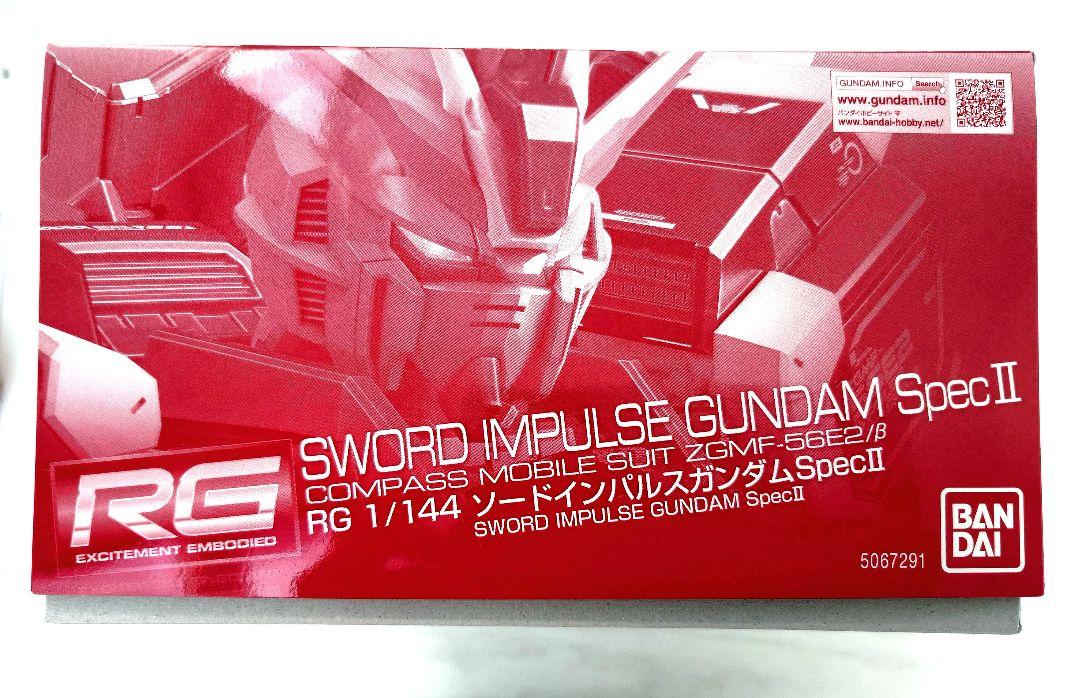 GUNDAM.INFO Search
www.gundam.info
バンダイホビーサイト▼
www.bandai-hobby.net/
SWORD IMPULSE GUNDAM SpecⅡ
COMPASS MOBILE SUIT ZGMF-56E2/β
RG 1/144 ソードインパルスガンダムSpecⅡ
SWORD IMPULSE GUNDAM SpecⅡ
RG
EXCITEMENT EMBODIED
5067291
BAN
DAI